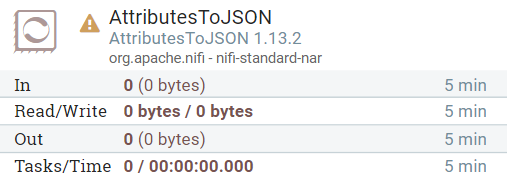 AttributesToJSON
AttributesToJSON 1.13.2
org.apache.nifi - nifi-standard-nar
In 0 (0 bytes) 5 min
Read/Write 0 bytes / 0 bytes 5 min
Out 0 (0 bytes) 5 min
Tasks/Time 0 / 00:00:00.000 5 min